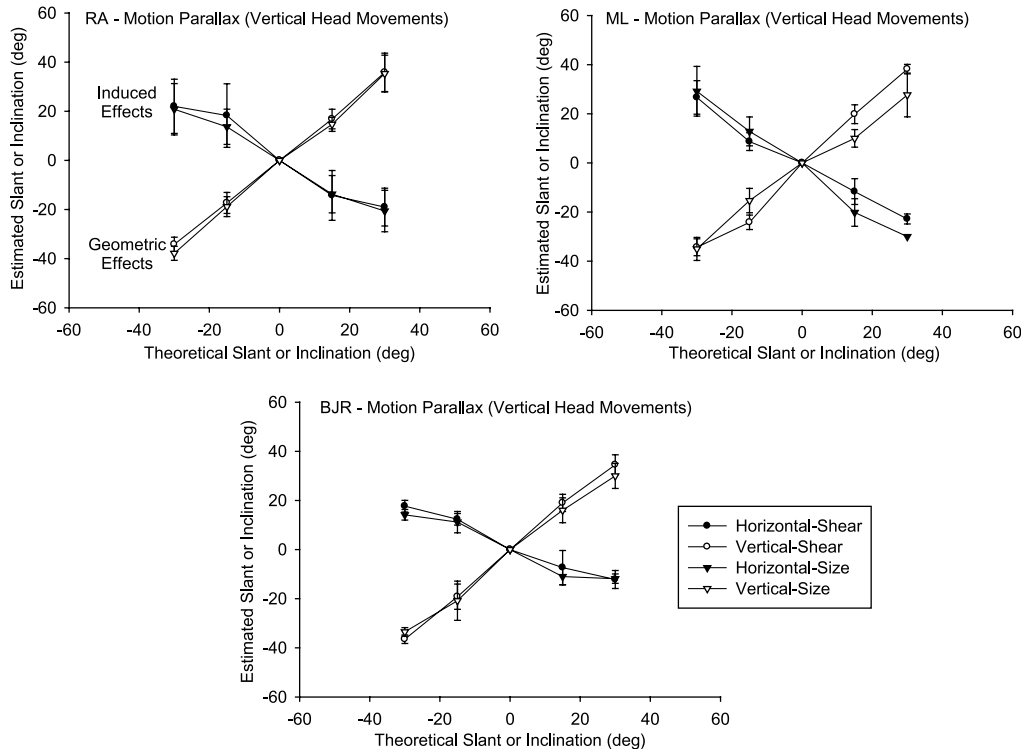 RA - Motion Parallax (Vertical Head Movements)
60
40
20
0
-20
-40
-60
Estimated Slant or Inclination (deg)
Induced
Effects
Geometric
Effects
-60 -40 -20 0 20 40 60
Theoretical Slant or Inclination (deg)
ML - Motion Parallax (Vertical Head Movements)
60
40
20
0
-20
-40
-60
Estimated Slant or Inclination (deg)
-60 -40 -20 0 20 40 60
Theoretical Slant or Inclination (deg)
BJR - Motion Parallax (Vertical Head Movements)
60
40
20
0
-20
-40
-60
Estimated Slant or Inclination (deg)
-60 -40 -20 0 20 40 60
Theoretical Slant or Inclination (deg)
Horizontal-Shear
Vertical-Shear
Horizontal-Size
Vertical-Size